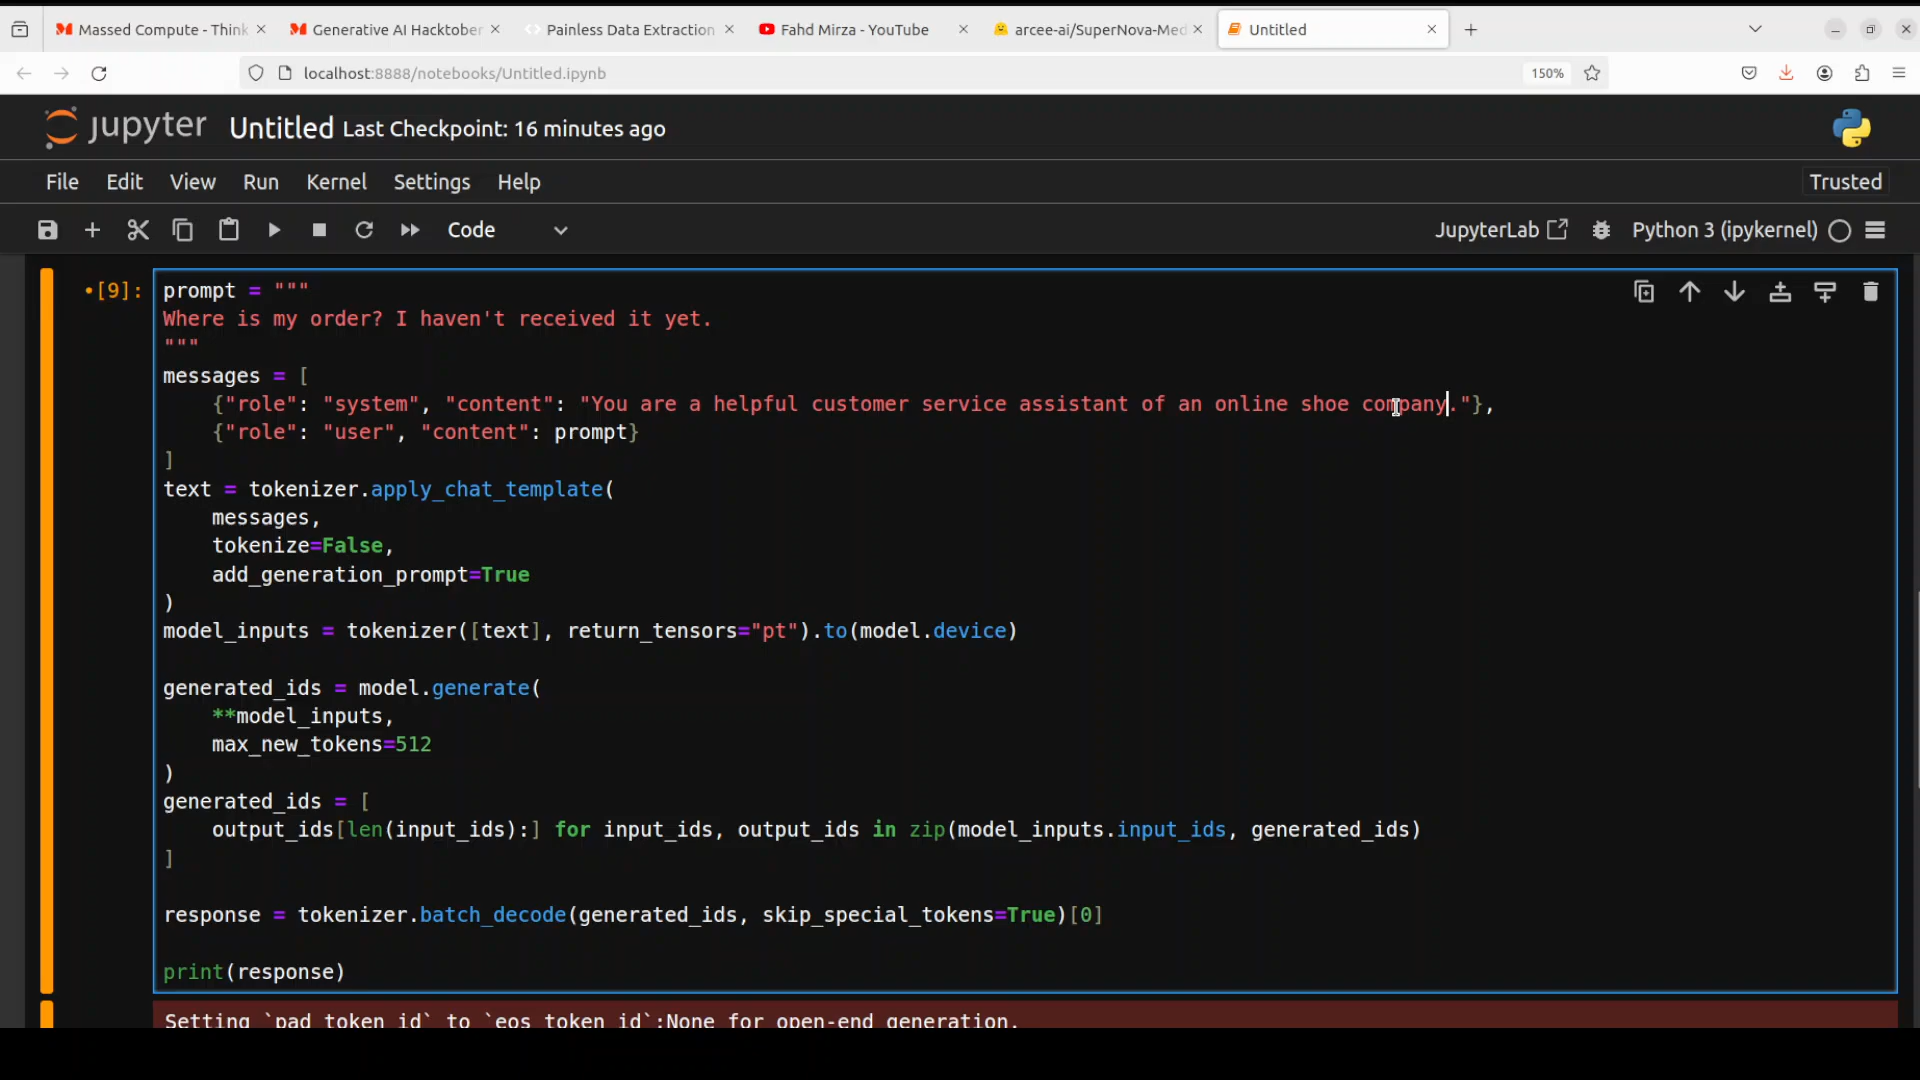 Massed Compute - Think
Generative AI Hacktober
Painless Data Extraction
Fahd Mirza - YouTube
arcee-ai/SuperNova-Med
Untitled
localhost:8888/notebooks/Untitled.ipynb
150%
jupyter Untitled Last Checkpoint: 16 minutes ago
File Edit View Run Kernel Settings Help Trusted
Code JupyterLab Python 3 (ipykernel)
•[9]: prompt = """
Where is my order? I haven't received it yet.
"""
messages = [
    {"role": "system", "content": "You are a helpful customer service assistant of an online shoe company."},
    {"role": "user", "content": prompt}
]
text = tokenizer.apply_chat_template(
    messages,
    tokenize=False,
    add_generation_prompt=True
)
model_inputs = tokenizer([text], return_tensors="pt").to(model.device)
generated_ids = model.generate(
    **model_inputs,
    max_new_tokens=512
)
generated_ids = [
    output_ids[len(input_ids):] for input_ids, output_ids in zip(model_inputs.input_ids, generated_ids)
]
response = tokenizer.batch_decode(generated_ids, skip_special_tokens=True)[0]
print(response)
Setting `pad_token_id` to `eos_token_id`:None for open-end generation.